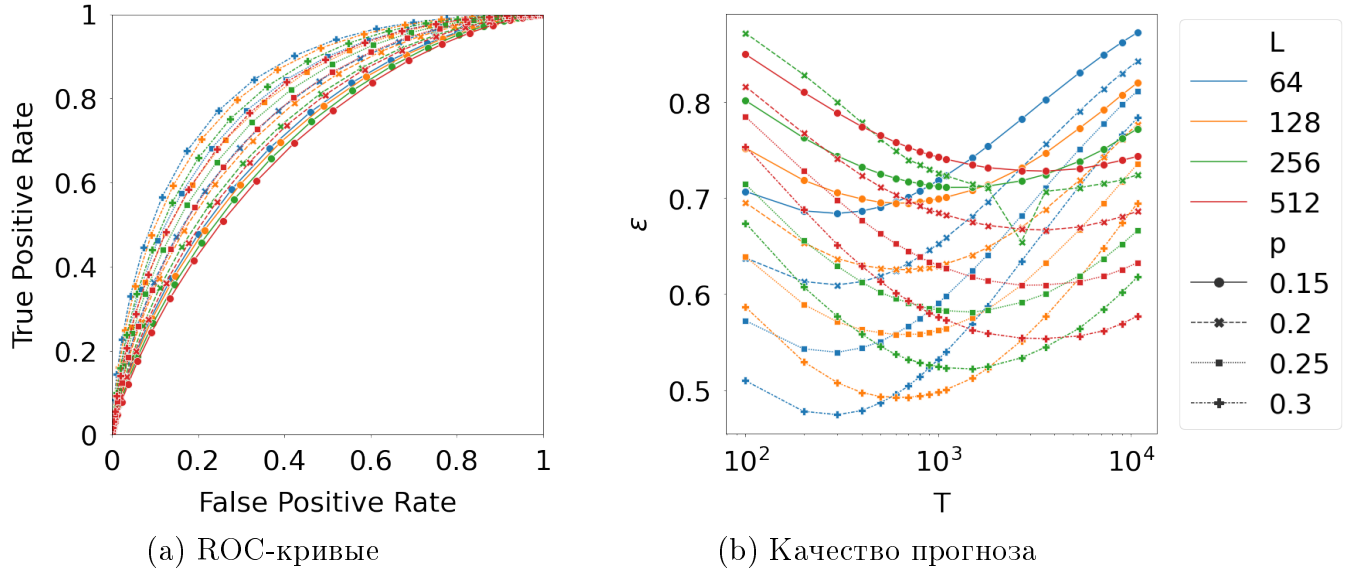 True Positive Rate
1
0.8
0.6
0.4
0.2
0
0 0.2 0.4 0.6 0.8 1
False Positive Rate
(a) ROC-кривые
ε
0.8
0.7
0.6
0.5
10² 10³ 10⁴
T
(b) Качество прогноза
L
64
128
256
512
p
0.15
0.2
0.25
0.3